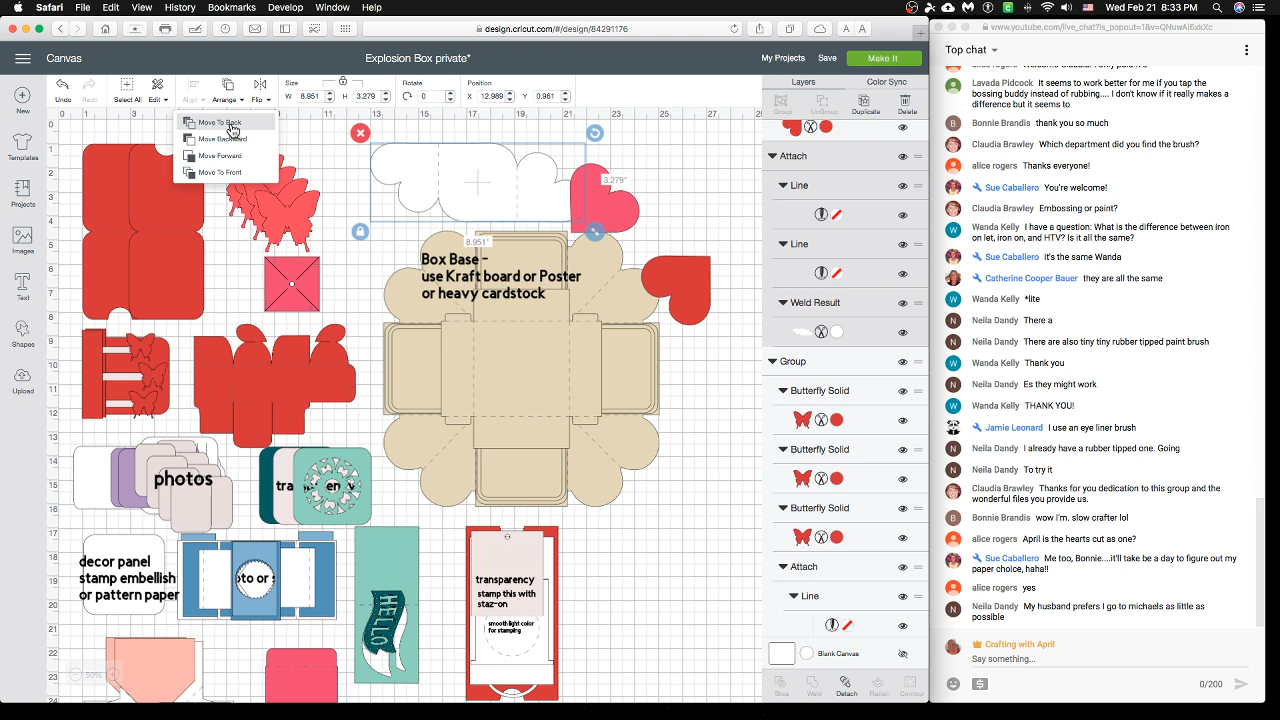 Safari File Edit View History Bookmarks Develop Window Help
Wed Feb 21 8:33 PM
design.cricut.com/#/design/84291176
www.youtube.com/live_chat?is_popout=1&v=QNuwAI6xkXc
Canvas
Explosion Box private*
My Projects
Save
Make It
Undo
Redo
Select All
Edit
Align
Arrange
Flip
Size
W 8.951
H 3.279
Rotate
0
Position
X 12.989
Y 0.981
Layers
Color Sync
Group
UnGroup
Duplicate
Delete
Move To Back
Move Backward
Move Forward
Move To Front
New
Templates
Projects
Images
Text
Shapes
Upload
3.279"
8.951"
Box Base -
use Kraft board or Poster
or heavy cardstock
photos
decor panel
stamp embellish
or pattern paper
HELLO
transparency
stamp this with
staz-on
smooth light color
for stamping
50%
Attach
Line
Line
Weld Result
Group
Butterfly Solid
Butterfly Solid
Butterfly Solid
Attach
Line
Blank Canvas
Slice
Weld
Detach
Flatten
Contour
Top chat
Lavada Pidcock It seems to work better for me if you tap the
bossing buddy instead of rubbing.... I don't know if it really makes a
difference but it seems to
Bonnie Brandis thank you so much
Claudia Brawley Which department did you find the brush?
alice rogers Thanks everyone!
Sue Caballero You're welcome!
Claudia Brawley Embossing or paint?
Wanda Kelly I have a question: What is the difference between iron
on let, iron on, and HTV? Is it all the same?
Sue Caballero it's the same Wanda
Catherine Cooper Bauer they are all the same
Wanda Kelly *lite
Neila Dandy There a
Neila Dandy There are also tiny tiny rubber tipped paint brush
Wanda Kelly Thank you
Neila Dandy Es they might work
Wanda Kelly THANK YOU!
Jamie Leonard I use an eye liner brush
Neila Dandy I already have a rubber tipped one. Going
Neila Dandy To try it
Claudia Brawley Thanks for you dedication to this group and the
wonderful files you provide us.
Bonnie Brandis wow I'm. slow crafter lol
alice rogers April is the hearts cut as one?
Sue Caballero Me too, Bonnie....it'll take be a day to figure out my
paper choice, haha!!
alice rogers yes
Neila Dandy My husband prefers I go to michaels as little as
possible
Crafting with April
Say something...
0/200